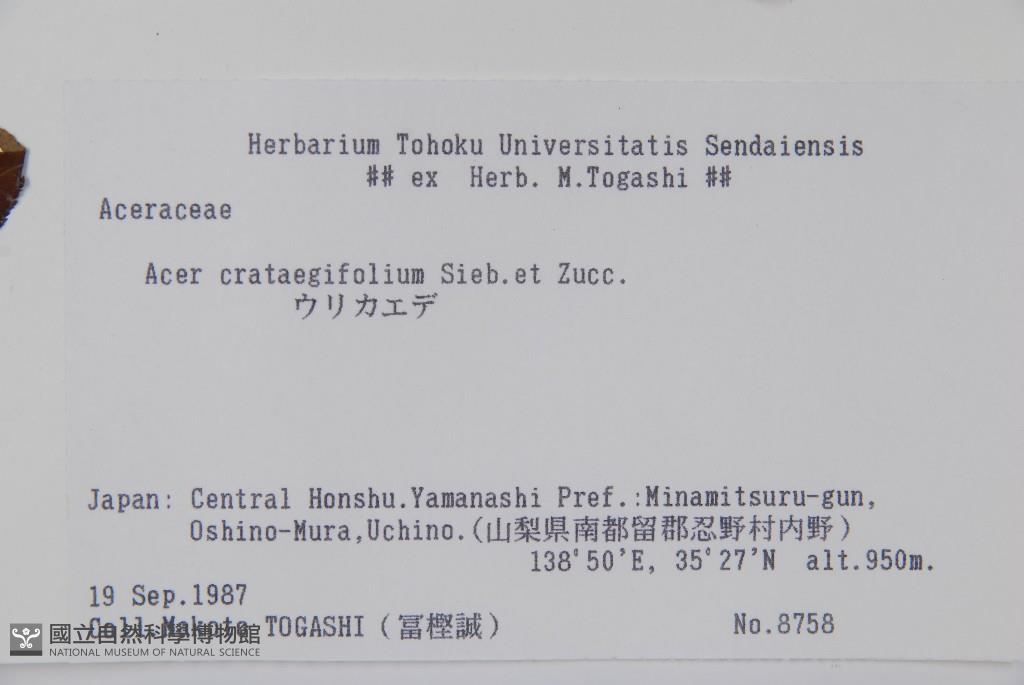 Herbarium Tohoku Universitatis Sendaiensis
## ex Herb. M.Togashi ##
Aceraceae
Acer crataegifolium Sieb.et Zucc.
ウリカエデ
Japan: Central Honshu.Yamanashi Pref.:Minamitsuru-gun,
Oshino-Mura,Uchino.(山梨県南都留郡忍野村内野)
138°50'E, 35°27'N alt.950m.
19 Sep.1987
Coll.Makoto TOGASHI (冨樫誠) No.8758
國立自然科學博物館
NATIONAL MUSEUM OF NATURAL SCIENCE